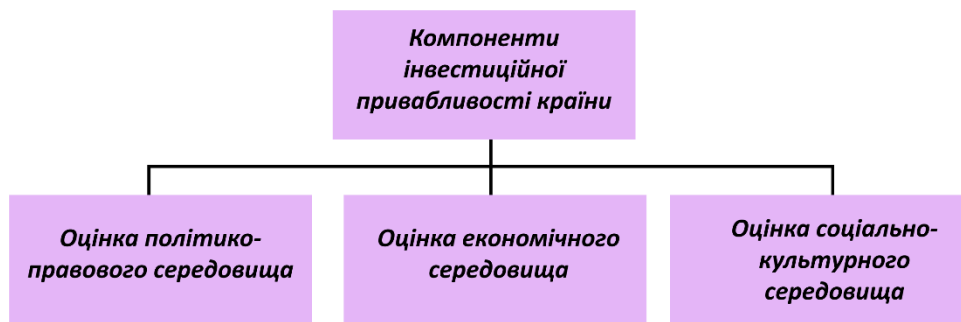 Компоненти
інвестиційної
привабливості країни
Оцінка політико-
правового середовища
Оцінка економічного
середовища
Оцінка соціально-
культурного
середовища